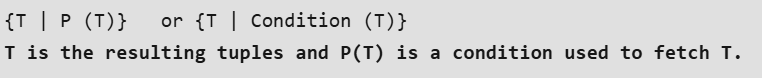 {T | P (T)}   or {T | Condition (T)}
T is the resulting tuples and P(T) is a condition used to fetch T.